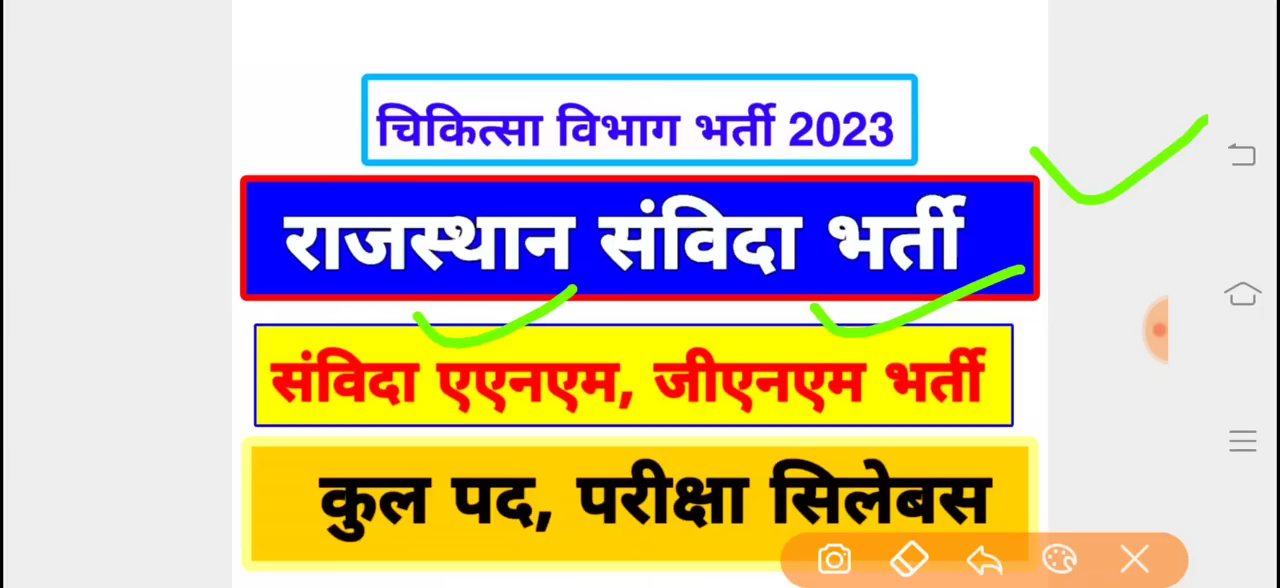 चिकित्सा विभाग भर्ती 2023
राजस्थान संविदा भर्ती
संविदा एएनएम, जीएनएम भर्ती
कुल पद, परीक्षा सिलेबस